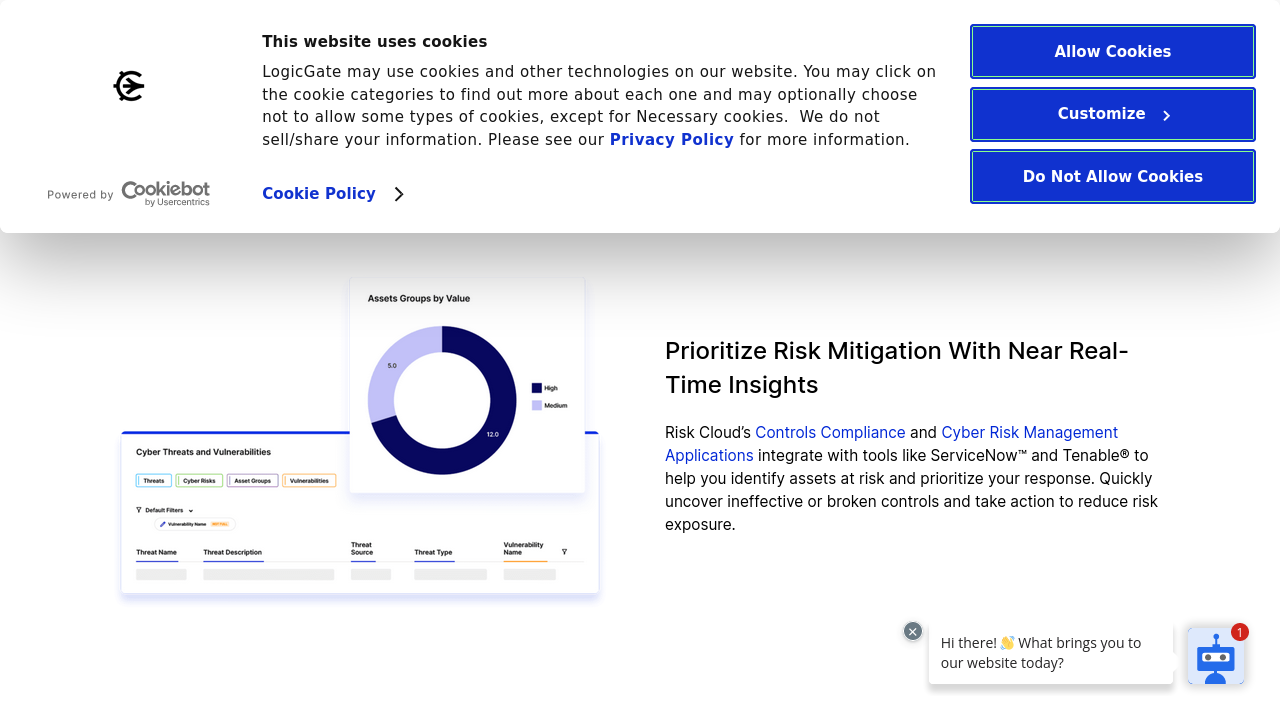 This website uses cookies
LogicGate may use cookies and other technologies on our website. You may click on
the cookie categories to find out more about each one and may optionally choose
not to allow some types of cookies, except for Necessary cookies.  We do not
sell/share your information. Please see our Privacy Policy for more information.
Powered by Cookiebot
by Usercentrics
Cookie Policy
Allow Cookies
Customize
Do Not Allow Cookies
Assets Groups by Value
5.0
12.0
High
Medium
Cyber Threats and Vulnerabilities
Threats
Cyber Risks
Asset Groups
Vulnerabilities
Default Filters
Vulnerability Name
Threat Name
Threat Description
Threat
Source
Threat Type
Vulnerability
Name
Prioritize Risk Mitigation With Near Real-
Time Insights
Risk Cloud’s Controls Compliance and Cyber Risk Management
Applications integrate with tools like ServiceNow™ and Tenable® to
help you identify assets at risk and prioritize your response. Quickly
uncover ineffective or broken controls and take action to reduce risk
exposure.
Hi there! 👋 What brings you to
our website today?
1